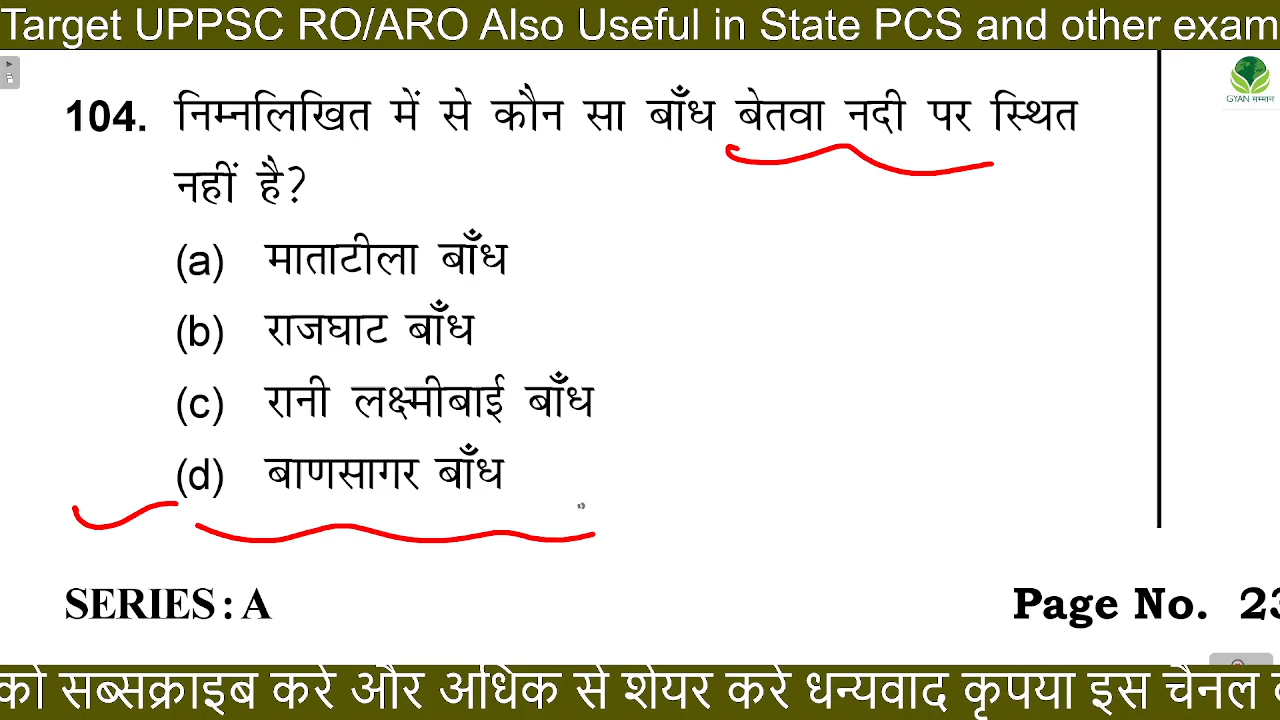 Target UPPSC RO/ARO Also Useful in State PCS and other exam
GYAN सम्मान
104. निम्नलिखित में से कौन सा बाँध बेतवा नदी पर स्थित
नहीं है?
(a) माताटीला बाँध
(b) राजघाट बाँध
(c) रानी लक्ष्मीबाई बाँध
(d) बाणसागर बाँध
SERIES : A
Page No. 23
को सब्सक्राइब करे और अधिक से शेयर करे धन्यवाद कृपया इस चैनल